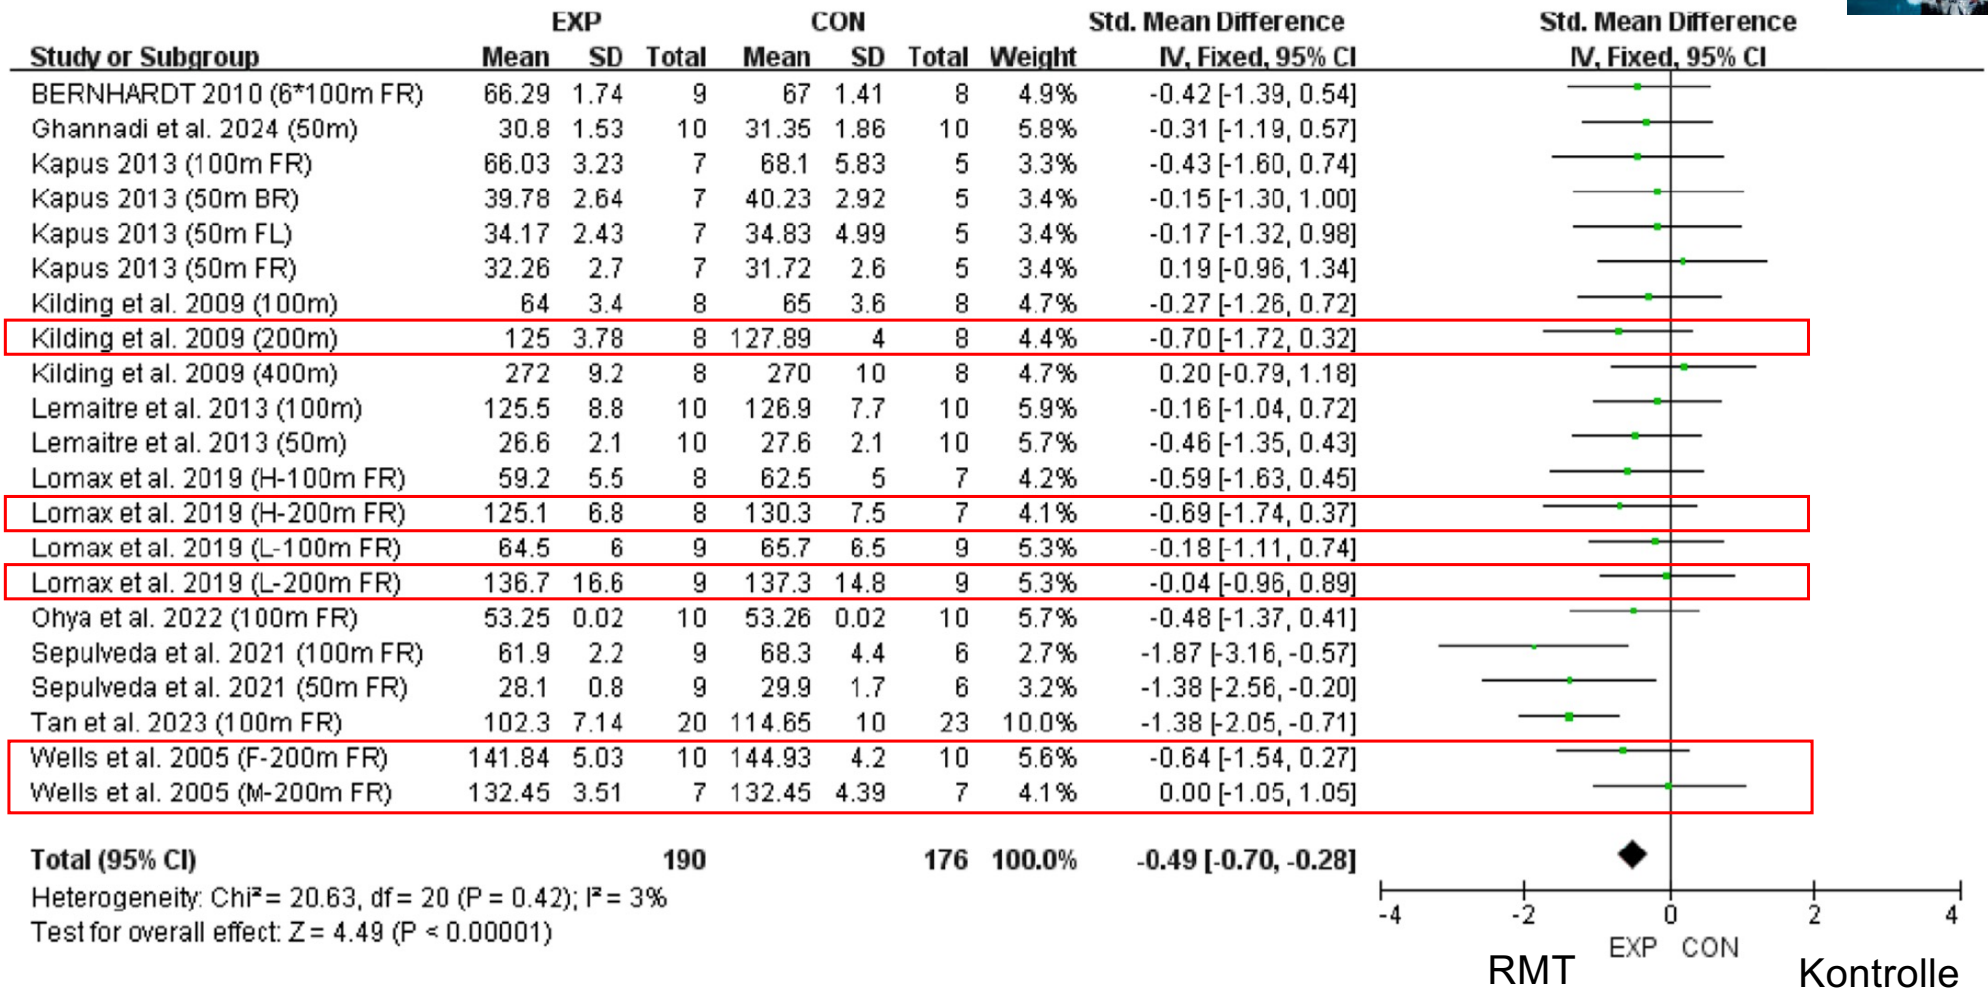 EXP CON Std. Mean Difference Std. Mean Difference
Study or Subgroup Mean SD Total Mean SD Total Weight IV, Fixed, 95% CI IV, Fixed, 95% CI
BERNHARDT 2010 (6*100m FR) 66.29 1.74 9 67 1.41 8 4.9% -0.42 [-1.39, 0.54]
Ghannadi et al. 2024 (50m) 30.8 1.53 10 31.35 1.86 10 5.8% -0.31 [-1.19, 0.57]
Kapus 2013 (100m FR) 66.03 3.23 7 68.1 5.83 5 3.3% -0.43 [-1.60, 0.74]
Kapus 2013 (50m BR) 39.78 2.64 7 40.23 2.92 5 3.4% -0.15 [-1.30, 1.00]
Kapus 2013 (50m FL) 34.17 2.43 7 34.83 4.99 5 3.4% -0.17 [-1.32, 0.98]
Kapus 2013 (50m FR) 32.26 2.7 7 31.72 2.6 5 3.4% 0.19 [-0.96, 1.34]
Kilding et al. 2009 (100m) 64 3.4 8 65 3.6 8 4.7% -0.27 [-1.26, 0.72]
Kilding et al. 2009 (200m) 125 3.78 8 127.89 4 8 4.4% -0.70 [-1.72, 0.32]
Kilding et al. 2009 (400m) 272 9.2 8 270 10 8 4.7% 0.20 [-0.79, 1.18]
Lemaitre et al. 2013 (100m) 125.5 8.8 10 126.9 7.7 10 5.9% -0.16 [-1.04, 0.72]
Lemaitre et al. 2013 (50m) 26.6 2.1 10 27.6 2.1 10 5.7% -0.46 [-1.35, 0.43]
Lomax et al. 2019 (H-100m FR) 59.2 5.5 8 62.5 5 7 4.2% -0.59 [-1.63, 0.45]
Lomax et al. 2019 (H-200m FR) 125.1 6.8 8 130.3 7.5 7 4.1% -0.69 [-1.74, 0.37]
Lomax et al. 2019 (L-100m FR) 64.5 6 9 65.7 6.5 9 5.3% -0.18 [-1.11, 0.74]
Lomax et al. 2019 (L-200m FR) 136.7 16.6 9 137.3 14.8 9 5.3% -0.04 [-0.96, 0.89]
Ohya et al. 2022 (100m FR) 53.25 0.02 10 53.26 0.02 10 5.7% -0.48 [-1.37, 0.41]
Sepulveda et al. 2021 (100m FR) 61.9 2.2 9 68.3 4.4 6 2.7% -1.87 [-3.16, -0.57]
Sepulveda et al. 2021 (50m FR) 28.1 0.8 9 29.9 1.7 6 3.2% -1.38 [-2.56, -0.20]
Tan et al. 2023 (100m FR) 102.3 7.14 20 114.65 10 23 10.0% -1.38 [-2.05, -0.71]
Wells et al. 2005 (F-200m FR) 141.84 5.03 10 144.93 4.2 10 5.6% -0.64 [-1.54, 0.27]
Wells et al. 2005 (M-200m FR) 132.45 3.51 7 132.45 4.39 7 4.1% 0.00 [-1.05, 1.05]
Total (95% CI) 190 176 100.0% -0.49 [-0.70, -0.28]
Heterogeneity: Chi² = 20.63, df = 20 (P = 0.42); I² = 3%
Test for overall effect: Z = 4.49 (P < 0.00001)
-4 -2 0 2 4
EXP CON
RMT Kontrolle